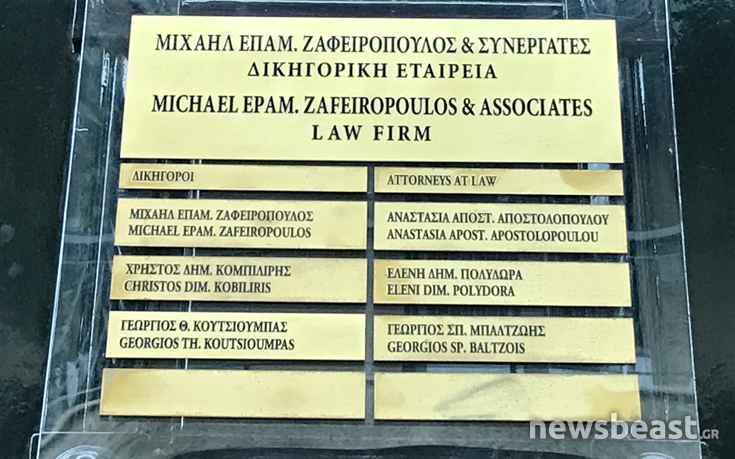 ΜΙΧΑΗΛ ΕΠΑΜ. ΖΑΦΕΙΡΟΠΟΥΛΟΣ & ΣΥΝΕΡΓΑΤΕΣ
ΔΙΚΗΓΟΡΙΚΗ ΕΤΑΙΡΕΙΑ
MICHAEL EPAM. ZAFEIROPOULOS & ASSOCIATES
LAW FIRM
ΔΙΚΗΓΟΡΟΙ
ATTORNEYS AT LAW
ΜΙΧΑΗΛ ΕΠΑΜ. ΖΑΦΕΙΡΟΠΟΥΛΟΣ
MICHAEL EPAM. ZAFEIROPOULOS
ΑΝΑΣΤΑΣΙΑ ΑΠΟΣΤ. ΑΠΟΣΤΟΛΟΠΟΥΛΟΥ
ANASTASIA APOST. APOSTOLOPOULOU
ΧΡΗΣΤΟΣ ΔΗΜ. ΚΟΜΠΙΛΙΡΗΣ
CHRISTOS DIM. KOBILIRIS
ΕΛΕΝΗ ΔΗΜ. ΠΟΛΥΔΩΡΑ
ELENI DIM. POLYDORA
ΓΕΩΡΓΙΟΣ Θ. ΚΟΥΤΣΙΟΥΜΠΑΣ
GEORGIOS TH. KOUTSIOUMPAS
ΓΕΩΡΓΙΟΣ ΣΠ. ΜΠΑΛΤΖΩΗΣ
GEORGIOS SP. BALTZOIS
newsbeast.GR